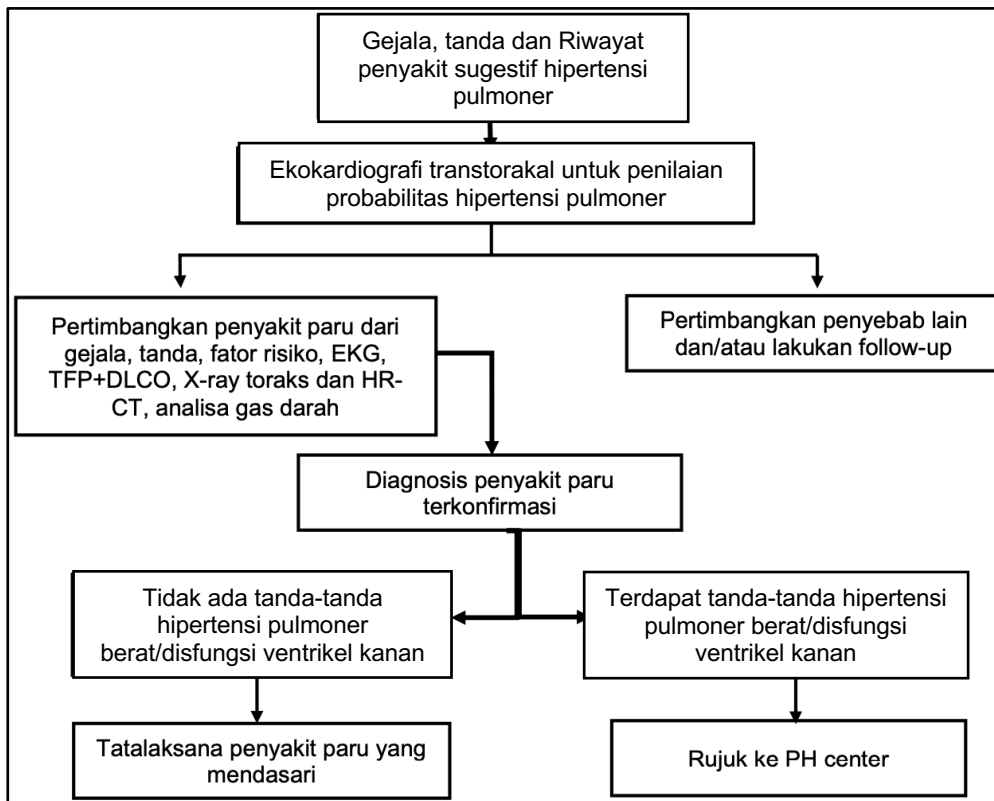 Gejala, tanda dan Riwayat
penyakit sugestif hipertensi
pulmoner
Ekokardiografi transtorakal untuk penilaian
probabilitas hipertensi pulmoner
Pertimbangkan penyakit paru dari
gejala, tanda, fator risiko, EKG,
TFP+DLCO, X-ray toraks dan HR-
CT, analisa gas darah
Pertimbangkan penyebab lain
dan/atau lakukan follow-up
Diagnosis penyakit paru
terkonfirmasi
Tidak ada tanda-tanda
hipertensi pulmoner
berat/disfungsi ventrikel kanan
Terdapat tanda-tanda hipertensi
pulmoner berat/disfungsi
ventrikel kanan
Tatalaksana penyakit paru yang
mendasari
Rujuk ke PH center